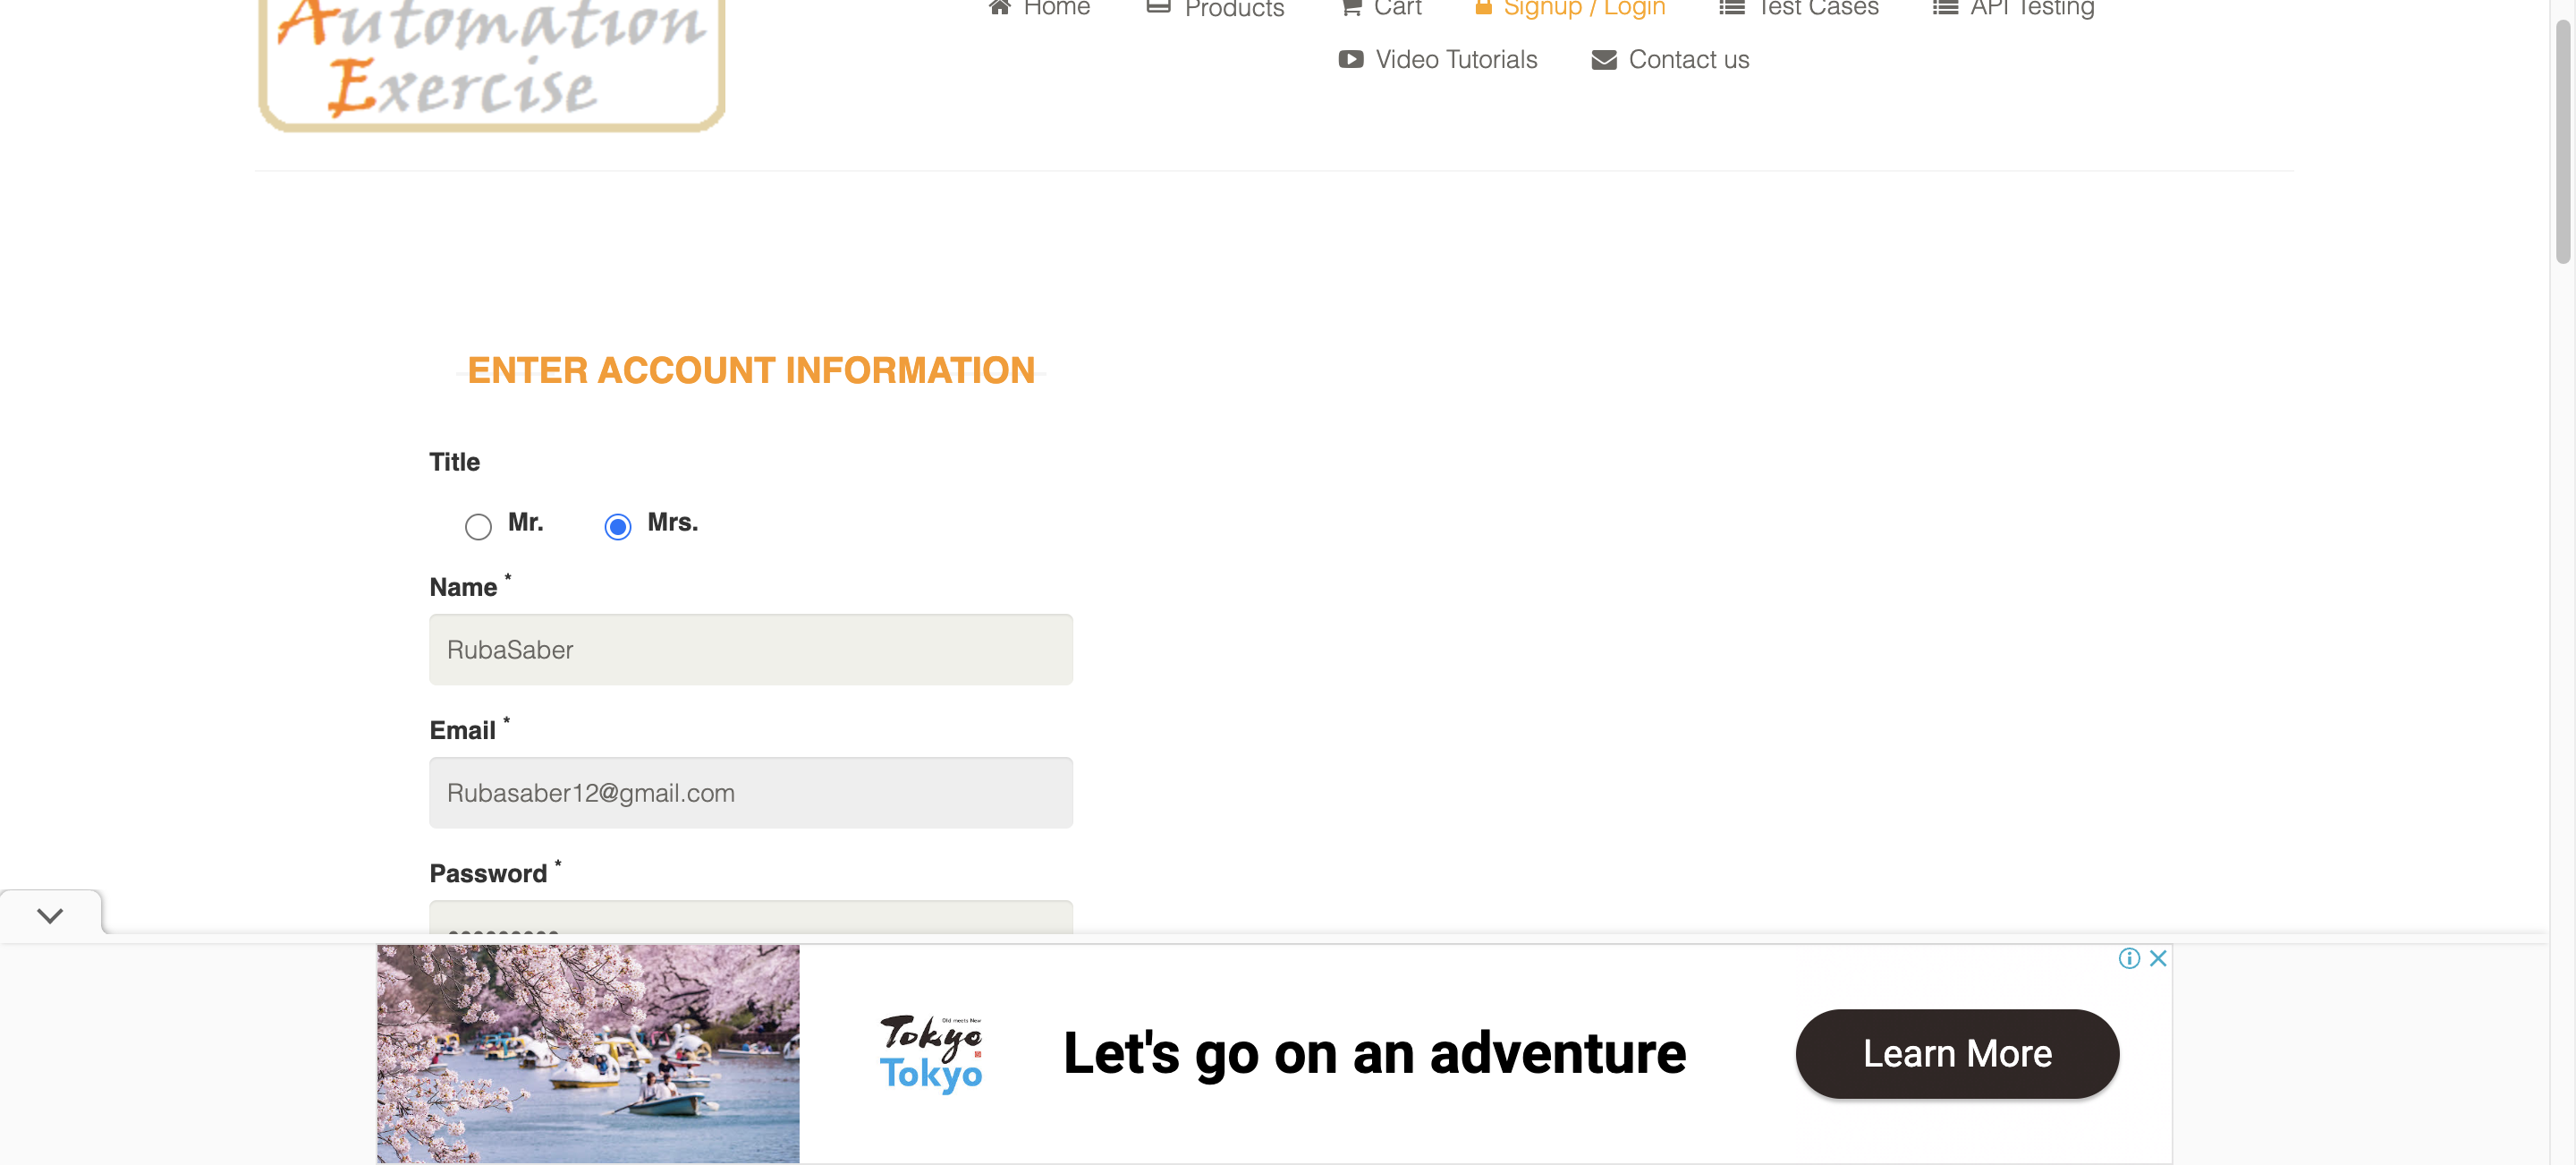 Automation
Exercise
Home
Products
Cart
Signup / Login
Test Cases
API Testing
Video Tutorials
Contact us
ENTER ACCOUNT INFORMATION
Title
Mr.
Mrs.
Name *
RubaSaber
Email *
Rubasaber12@gmail.com
Password *
Old meets New
Tokyo
Tokyo
Let's go on an adventure
Learn More